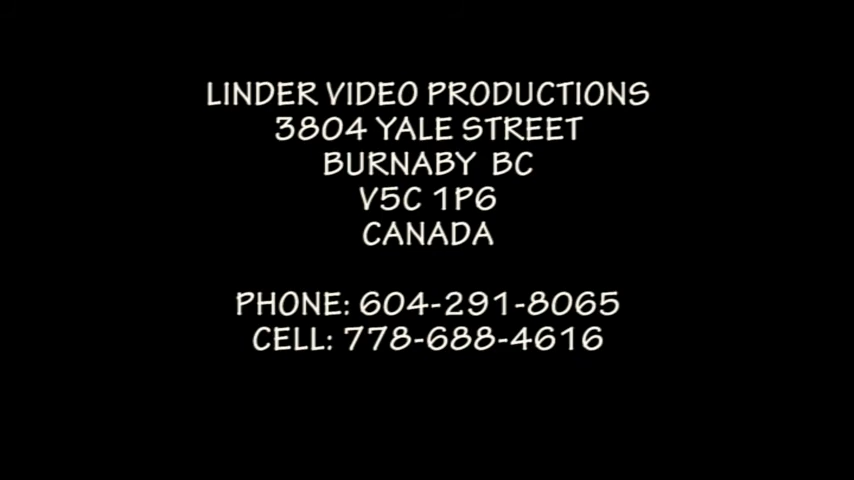 LINDER VIDEO PRODUCTIONS
3804 YALE STREET
BURNABY BC
V5C 1P6
CANADA
PHONE: 604-291-8065
CELL: 778-688-4616